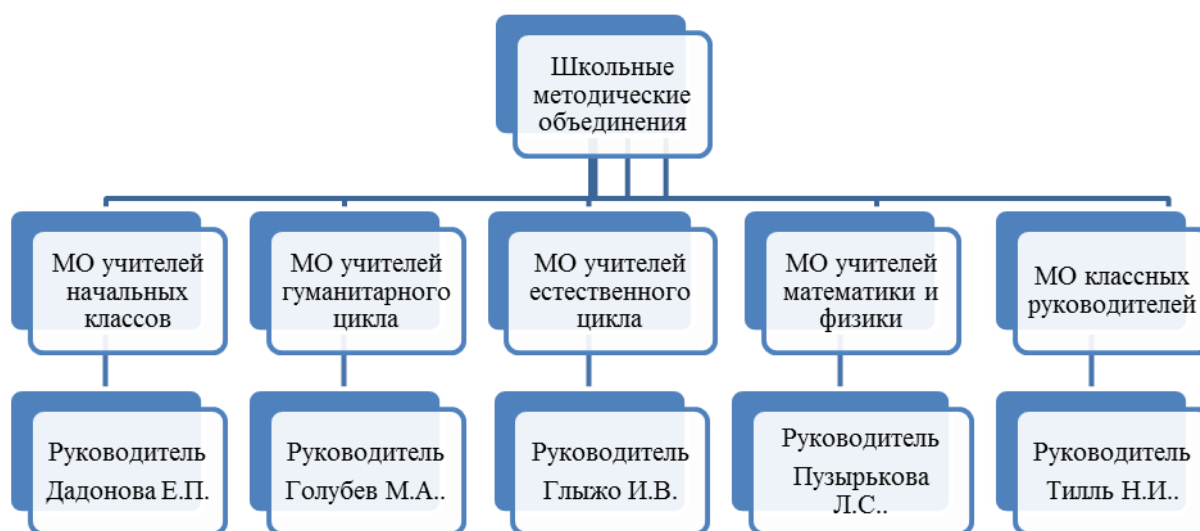 Школьные
методические
объединения
МО учителей
начальных
классов
МО учителей
гуманитарного
цикла
МО учителей
естественного
цикла
МО учителей
математики и
физики
МО классных
руководителей
Руководитель
Дадонова Е.П.
Руководитель
Голубев М.А..
Руководитель
Глыжо И.В.
Руководитель
Пузырькова
Л.С..
Руководитель
Тилль Н.И..